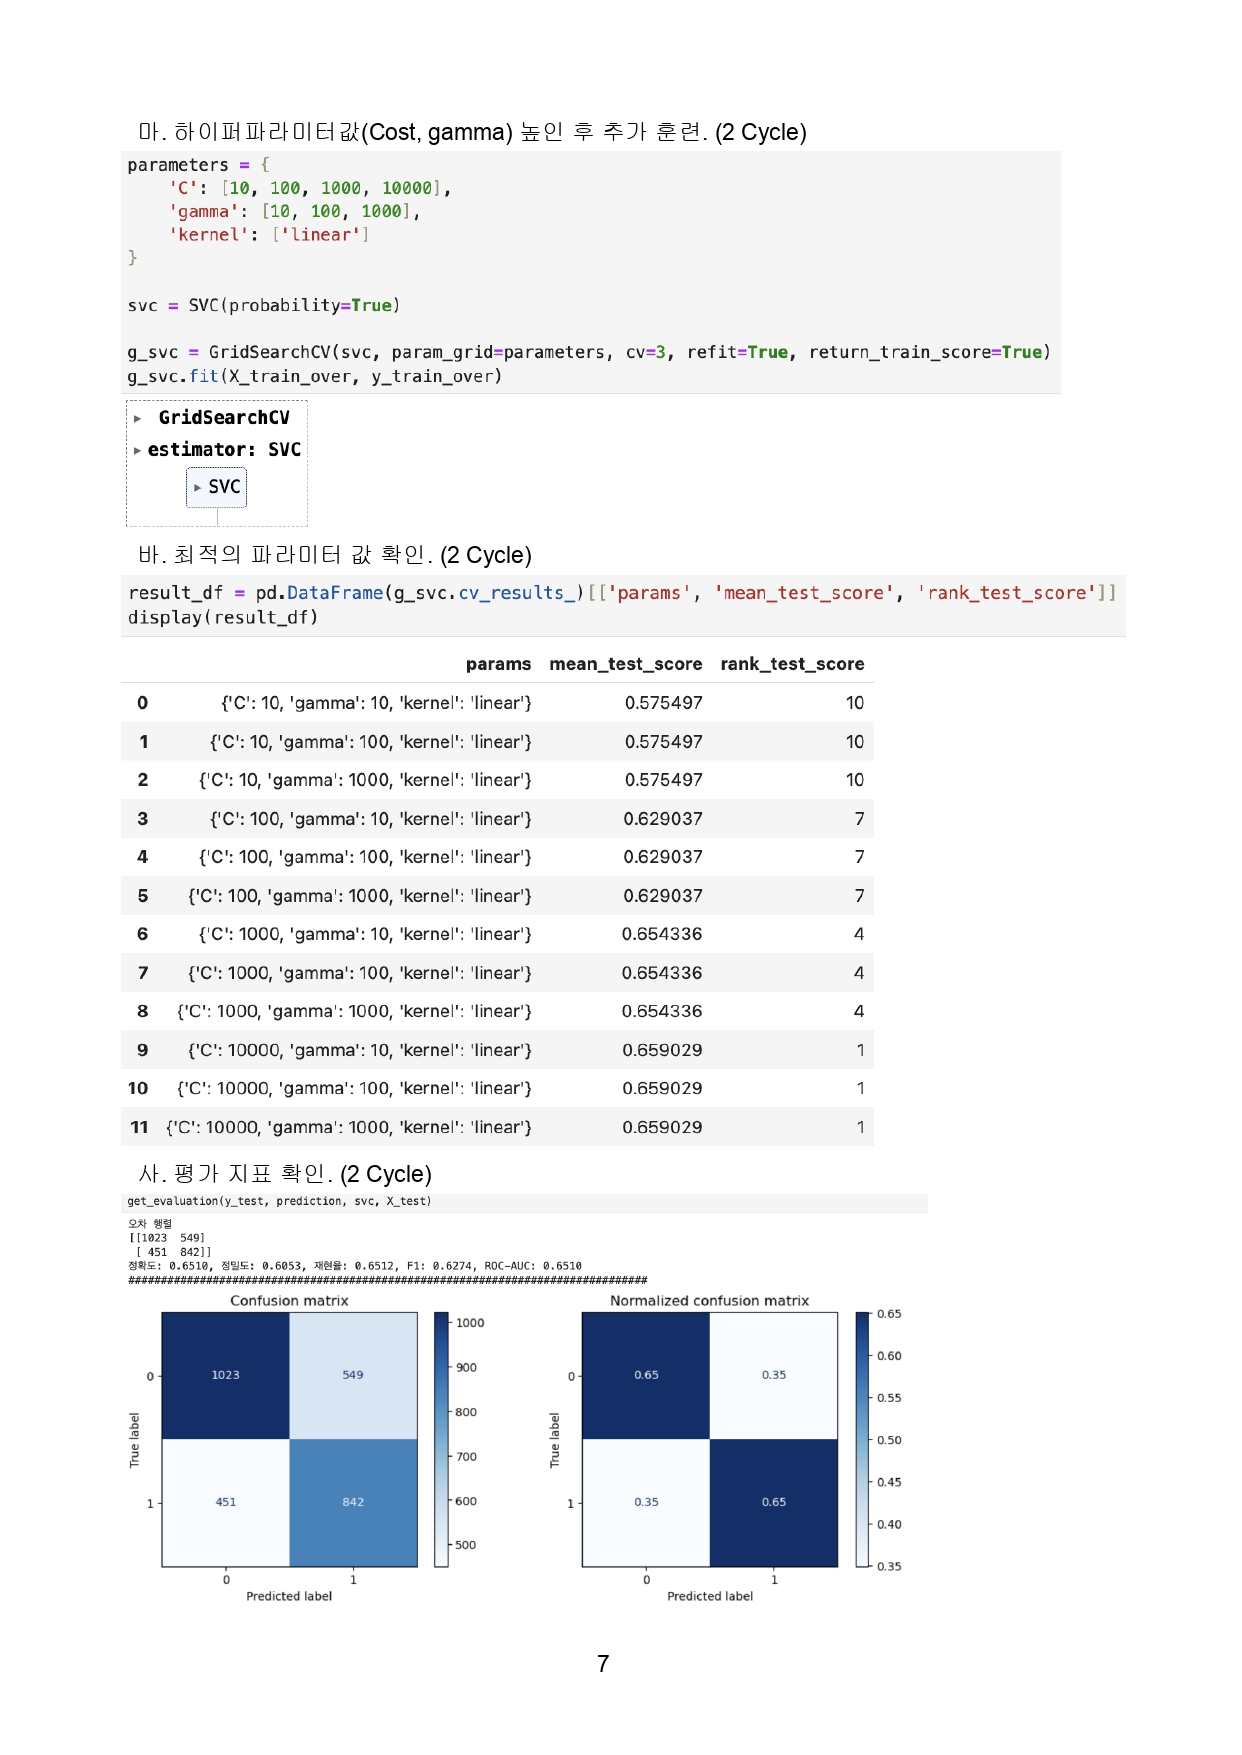 마. 하이퍼파라미터값(Cost, gamma) 높인 후 추가 훈련. (2 Cycle)
parameters = {
    'C': [10, 100, 1000, 10000],
    'gamma': [10, 100, 1000],
    'kernel': ['linear']
}
svc = SVC(probability=True)
g_svc = GridSearchCV(svc, param_grid=parameters, cv=3, refit=True, return_train_score=True)
g_svc.fit(X_train_over, y_train_over)
▸ GridSearchCV
▸ estimator: SVC
▸ SVC
바. 최적의 파라미터 값 확인. (2 Cycle)
result_df = pd.DataFrame(g_svc.cv_results_)[['params', 'mean_test_score', 'rank_test_score']]
display(result_df)
params mean_test_score rank_test_score
0 {'C': 10, 'gamma': 10, 'kernel': 'linear'} 0.575497 10
1 {'C': 10, 'gamma': 100, 'kernel': 'linear'} 0.575497 10
2 {'C': 10, 'gamma': 1000, 'kernel': 'linear'} 0.575497 10
3 {'C': 100, 'gamma': 10, 'kernel': 'linear'} 0.629037 7
4 {'C': 100, 'gamma': 100, 'kernel': 'linear'} 0.629037 7
5 {'C': 100, 'gamma': 1000, 'kernel': 'linear'} 0.629037 7
6 {'C': 1000, 'gamma': 10, 'kernel': 'linear'} 0.654336 4
7 {'C': 1000, 'gamma': 100, 'kernel': 'linear'} 0.654336 4
8 {'C': 1000, 'gamma': 1000, 'kernel': 'linear'} 0.654336 4
9 {'C': 10000, 'gamma': 10, 'kernel': 'linear'} 0.659029 1
10 {'C': 10000, 'gamma': 100, 'kernel': 'linear'} 0.659029 1
11 {'C': 10000, 'gamma': 1000, 'kernel': 'linear'} 0.659029 1
사. 평가 지표 확인. (2 Cycle)
get_evaluation(y_test, prediction, svc, X_test)
오차 행렬
[[1023  549]
 [ 451  842]]
정확도: 0.6510, 정밀도: 0.6053, 재현율: 0.6512, F1: 0.6274, ROC-AUC: 0.6510
################################################################################
Confusion matrix
True label
0
1
1023 549
451 842
0 1
Predicted label
1000
900
800
700
600
500
Normalized confusion matrix
True label
0
1
0.65 0.35
0.35 0.65
0 1
Predicted label
0.65
0.60
0.55
0.50
0.45
0.40
0.35
7